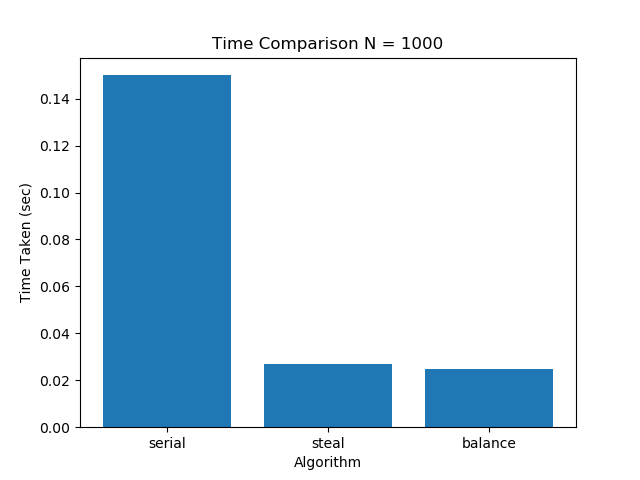 Time Comparison N = 1000
Time Taken (sec)
0.14
0.12
0.10
0.08
0.06
0.04
0.02
0.00
serial steal balance
Algorithm